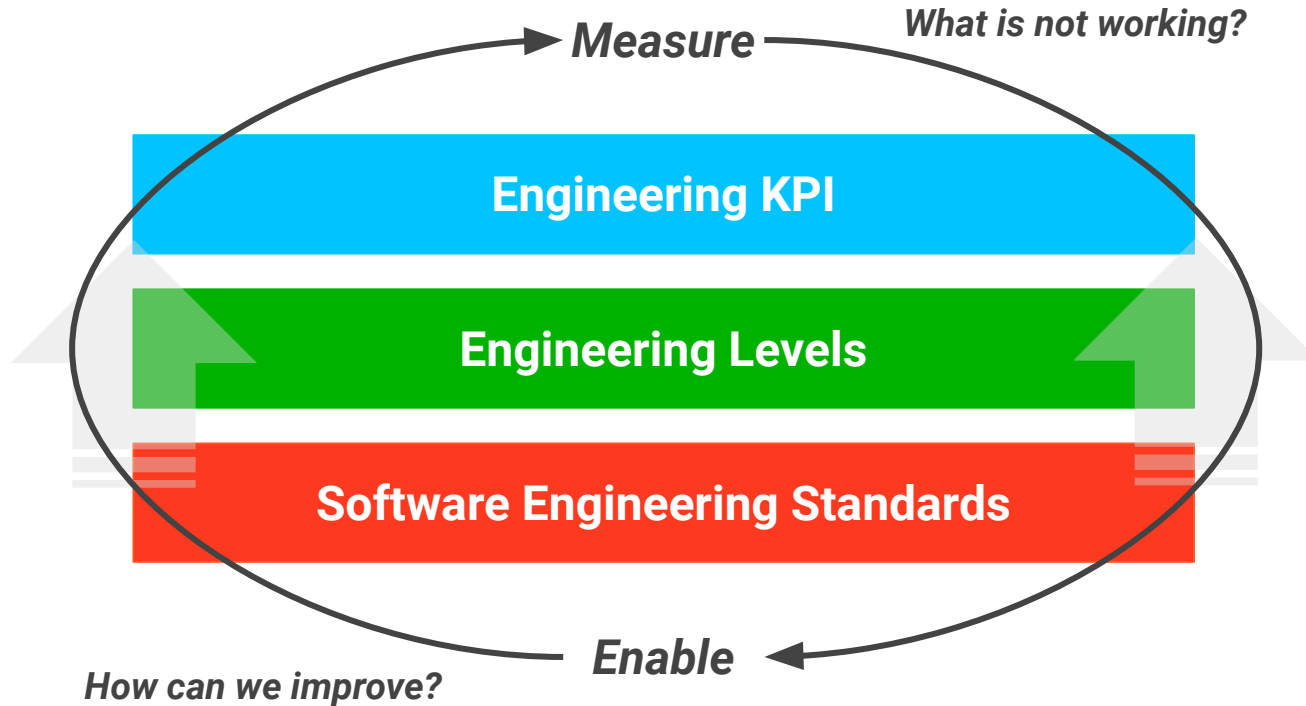 What is not working?
Measure
Engineering KPI
Engineering Levels
Software Engineering Standards
Enable
How can we improve?